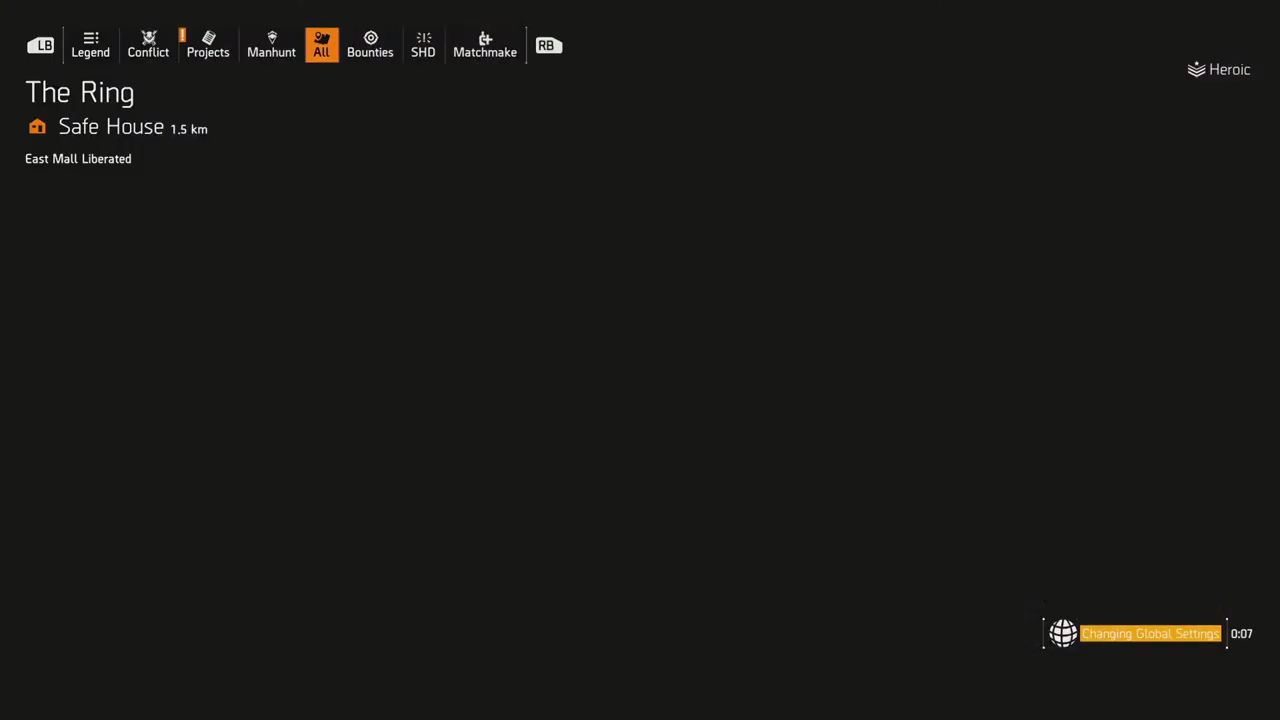 LB Legend Conflict Projects Manhunt All Bounties SHD Matchmake RB
Heroic
The Ring
Safe House 1.5 km
East Mall Liberated
Changing Global Settings 0:07